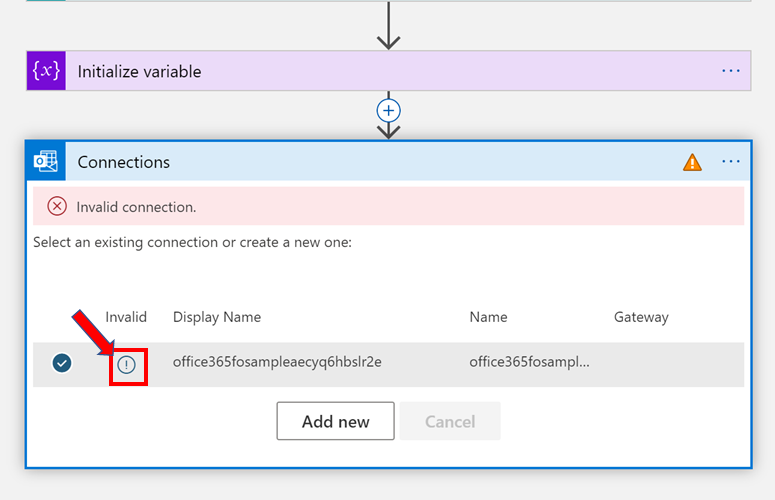 {x} Initialize variable ...
Connections ...
Invalid connection.
Select an existing connection or create a new one:
Invalid Display Name Name Gateway
office365fosampleaecyq6hbslr2e office365fosampl...
Add new Cancel